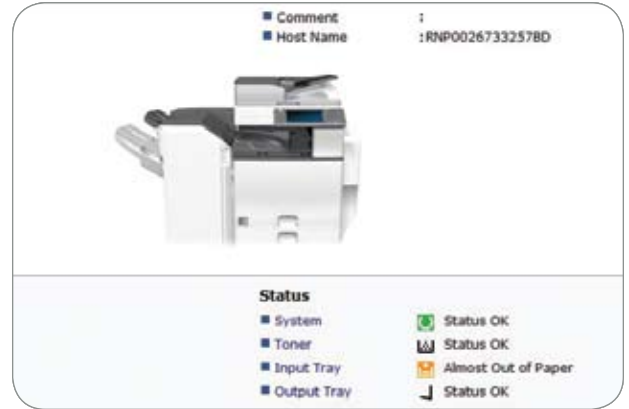 Comment :
Host Name : RNP0026733257BD
Status
System Status OK
Toner Status OK
Input Tray Almost Out of Paper
Output Tray Status OK